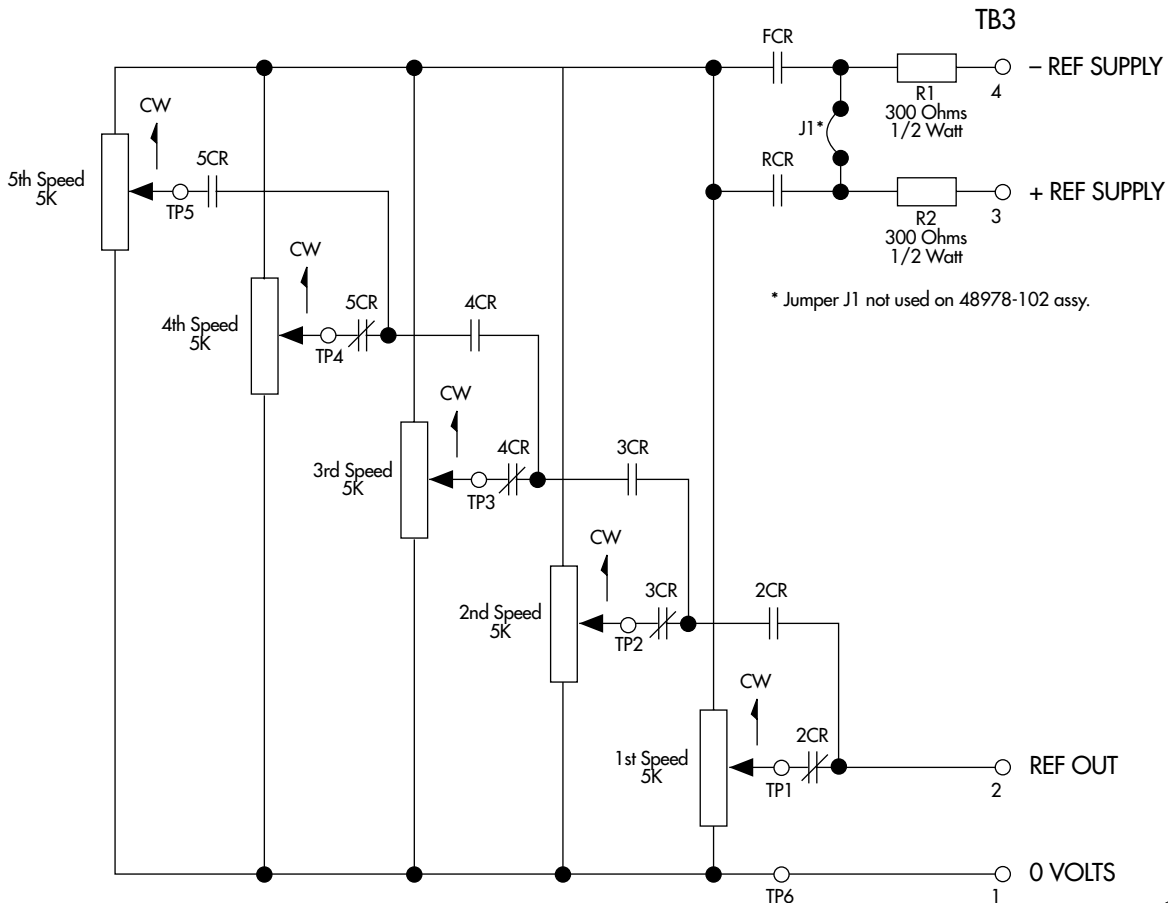 TB3
FCR
– REF SUPPLY
4
R1
300 Ohms
1/2 Watt
J1*
RCR
+ REF SUPPLY
3
R2
300 Ohms
1/2 Watt
* Jumper J1 not used on 48978-102 assy.
CW
5CR
5th Speed
5K
TP5
CW
5CR
4CR
4th Speed
5K
TP4
CW
4CR
3CR
3rd Speed
5K
TP3
CW
3CR
2CR
2nd Speed
5K
TP2
CW
2CR
1st Speed
5K
TP1
REF OUT
2
0 VOLTS
TP6
1